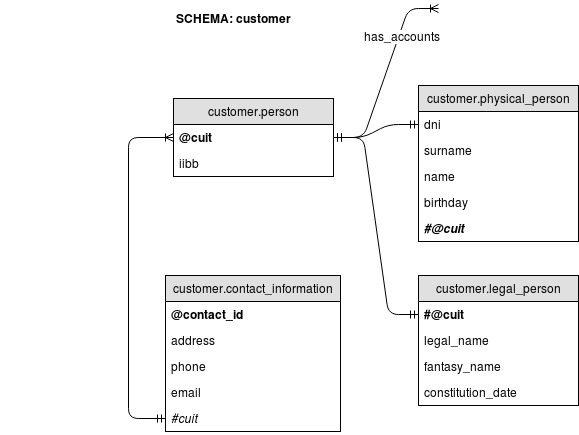 SCHEMA: customer
has_accounts
customer.person
@cuit
iibb
customer.physical_person
dni
surname
name
birthday
#@cuit
customer.contact_information
@contact_id
address
phone
email
#cuit
customer.legal_person
#@cuit
legal_name
fantasy_name
constitution_date